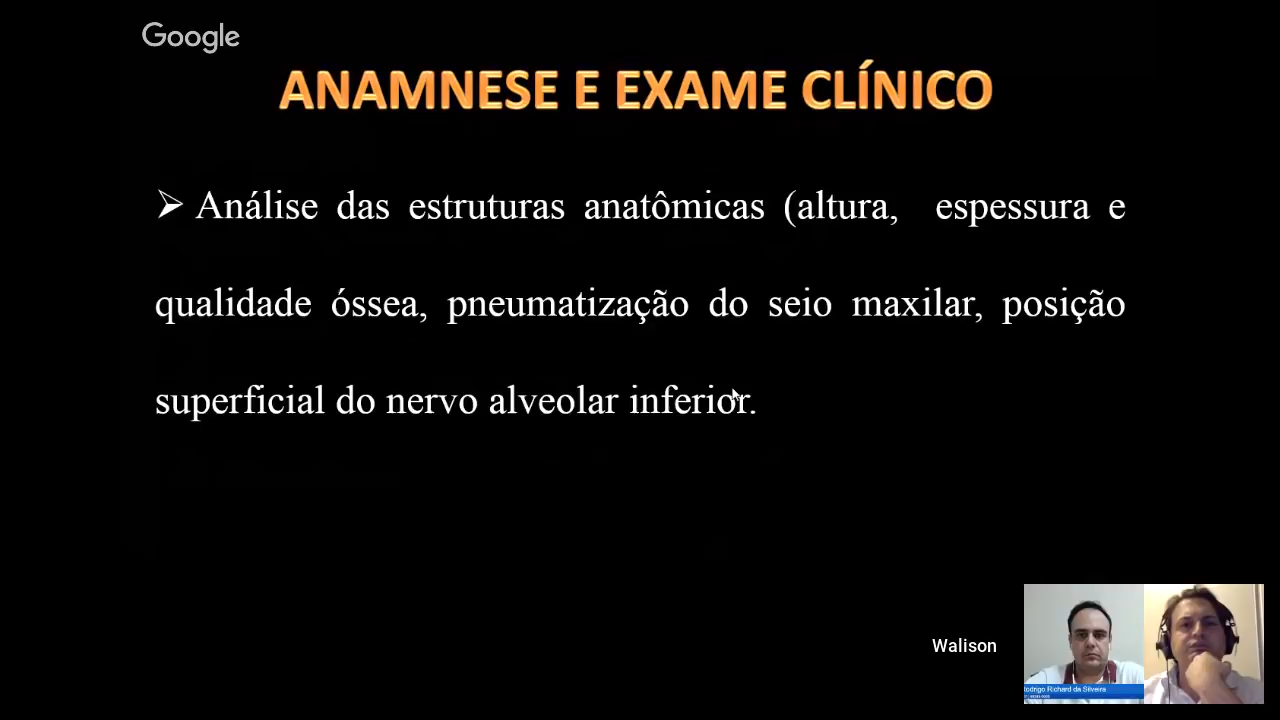 Google
ANAMNESE E EXAME CLÍNICO
➢ Análise das estruturas anatômicas (altura, espessura e
qualidade óssea, pneumatização do seio maxilar, posição
superficial do nervo alveolar inferior.
Walison
Rodrigo Richard da Silveira